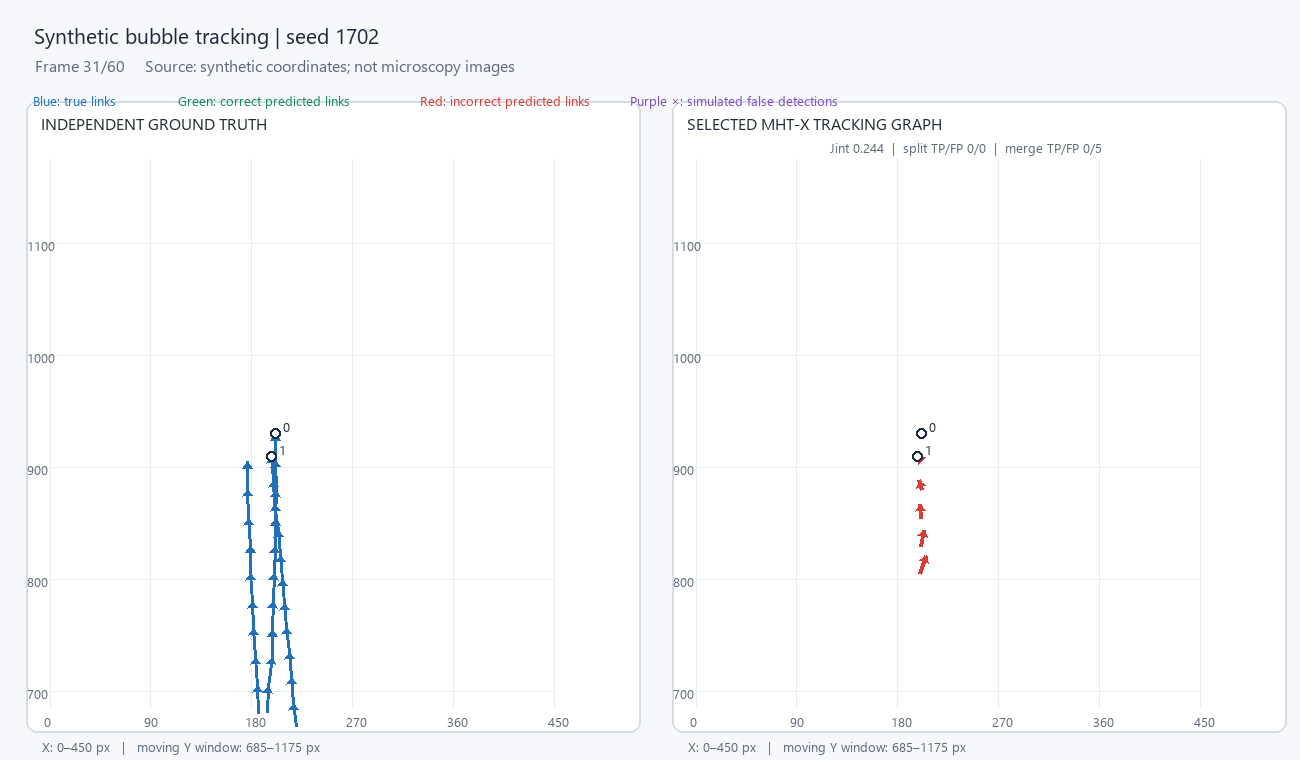 Synthetic bubble tracking | seed 1702
Frame 31/60 Source: synthetic coordinates; not microscopy images
Blue: true links Green: correct predicted links Red: incorrect predicted links Purple ×: simulated false detections
INDEPENDENT GROUND TRUTH
1100
1000
900
800
700
0
1
0 90 180 270 360 450
X: 0–450 px | moving Y window: 685–1175 px
SELECTED MHT-X TRACKING GRAPH
Jint 0.244 | split TP/FP 0/0 | merge TP/FP 0/5
1100
1000
900
800
700
0
1
0 90 180 270 360 450
X: 0–450 px | moving Y window: 685–1175 px